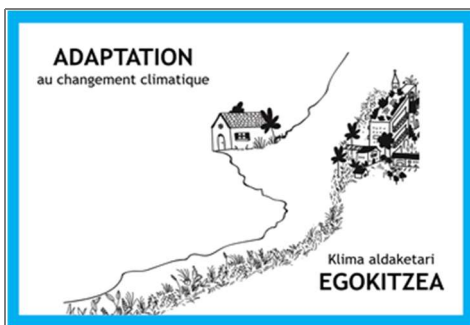 ADAPTATION
au changement climatique
Klima aldaketari
EGOKITZEA